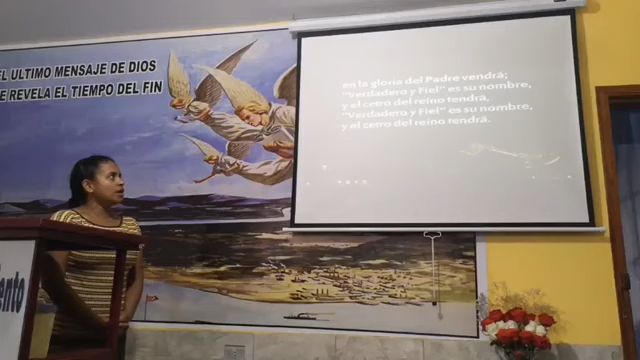 EL ULTIMO MENSAJE DE DIOS
E REVELA EL TIEMPO DEL FIN
en la gloria del Padre vendrá;
"Verdadero y Fiel" es su nombre,
y el cetro del reino tendrá,
"Verdadero y Fiel" es su nombre,
y el cetro del reino tendrá.
ento